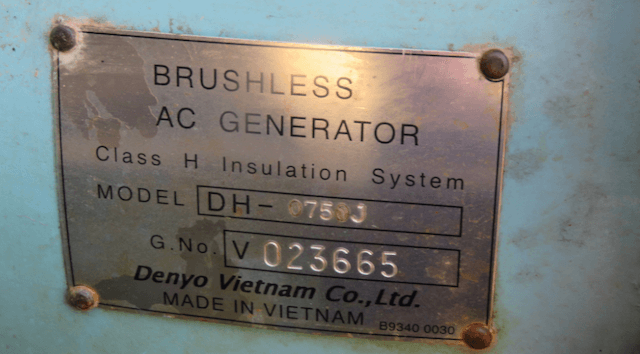 BRUSHLESS
AC GENERATOR
Class H Insulation System
MODEL DH-
G.No. V 023665
Denyo Vietnam Co.,Ltd.
MADE IN VIETNAM B9340 0030